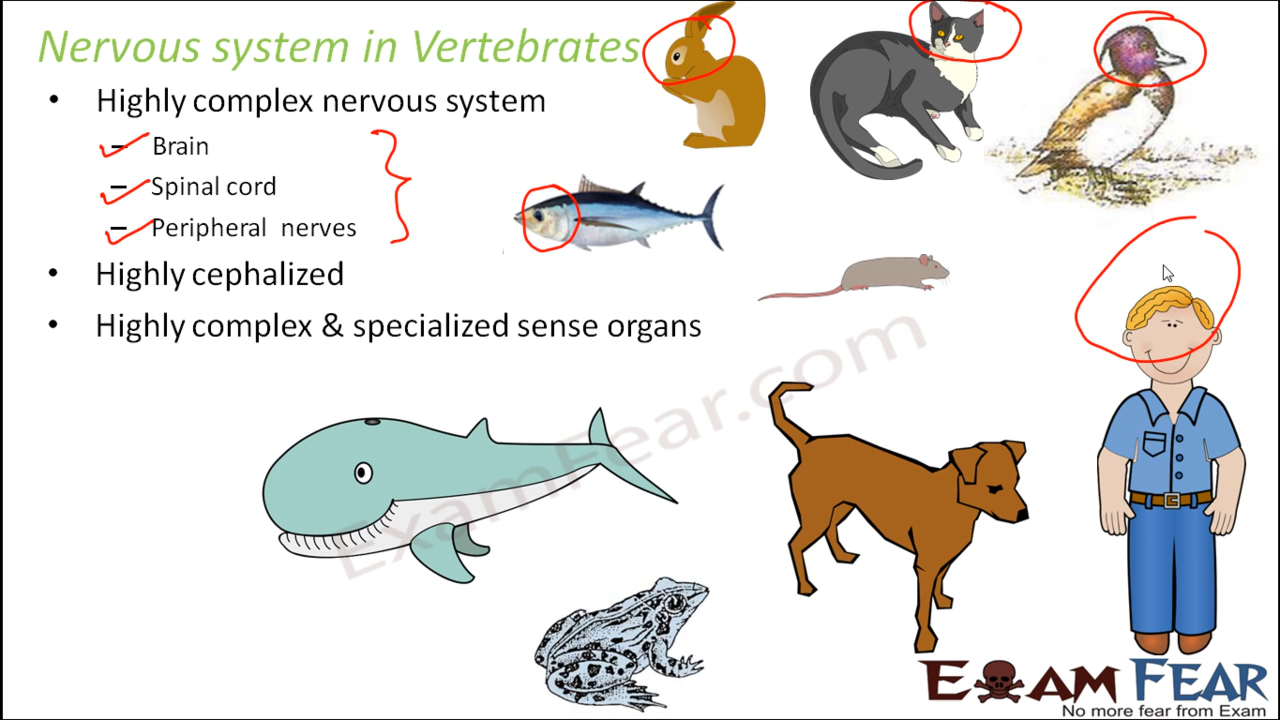 Nervous system in Vertebrates
• Highly complex nervous system
– Brain
– Spinal cord
– Peripheral nerves
• Highly cephalized
• Highly complex & specialized sense organs
ExamFear.com
EXAM FEAR
No more fear from Exam